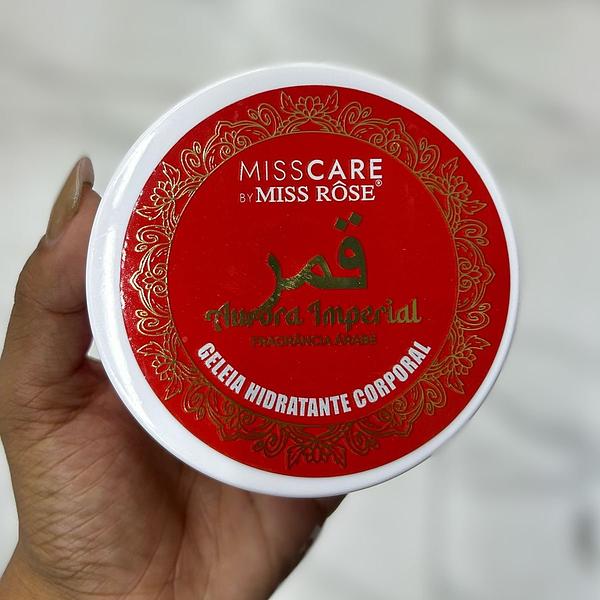 MISSCARE
BY MISS RÔSE®
قمر
Aurora Imperial
FRAGRÂNCIA ÁRABE
GELEIA HIDRATANTE CORPORAL